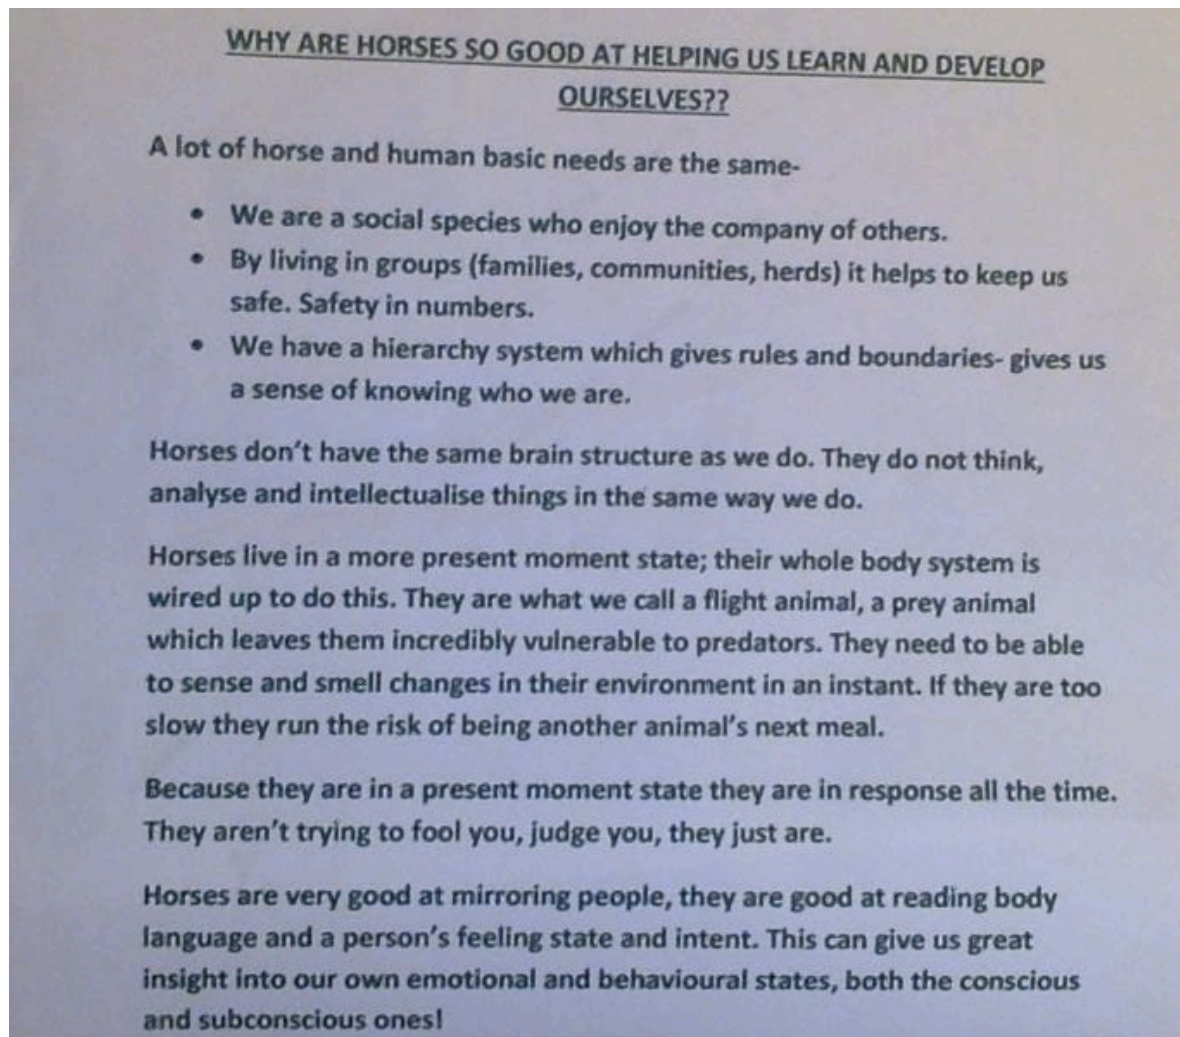 WHY ARE HORSES SO GOOD AT HELPING US LEARN AND DEVELOP
OURSELVES??
A lot of horse and human basic needs are the same-
• We are a social species who enjoy the company of others.
• By living in groups (families, communities, herds) it helps to keep us
safe. Safety in numbers.
• We have a hierarchy system which gives rules and boundaries- gives us
a sense of knowing who we are.
Horses don't have the same brain structure as we do. They do not think,
analyse and intellectualise things in the same way we do.
Horses live in a more present moment state; their whole body system is
wired up to do this. They are what we call a flight animal, a prey animal
which leaves them incredibly vulnerable to predators. They need to be able
to sense and smell changes in their environment in an instant. If they are too
slow they run the risk of being another animal's next meal.
Because they are in a present moment state they are in response all the time.
They aren't trying to fool you, judge you, they just are.
Horses are very good at mirroring people, they are good at reading body
language and a person's feeling state and intent. This can give us great
insight into our own emotional and behavioural states, both the conscious
and subconscious ones!